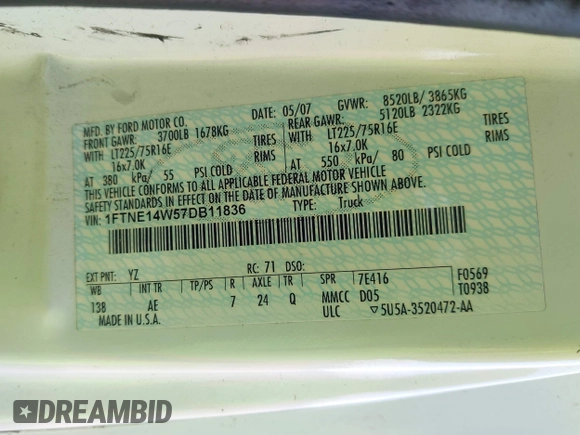 MFD. BY FORD MOTOR CO.
DATE: 05/07 GVWR: 8520LB/ 3865KG
FRONT GAWR: 3700LB 1678KG
REAR GAWR: 5120LB 2322KG
WITH LT225/75R16E TIRES
WITH LT225/75R16E TIRES
16x7.0K RIMS
16x7.0K RIMS
AT 380 kPa/ 55 PSI COLD
AT 550 kPa/ 80 PSI COLD
THIS VEHICLE CONFORMS TO ALL APPLICABLE FEDERAL MOTOR VEHICLE
SAFETY STANDARDS IN EFFECT ON THE DATE OF MANUFACTURE SHOWN ABOVE.
VIN: 1FTNE14W57DB11836
TYPE: Truck
EXT PNT: YZ RC: 71 DSO:
WB INT TR TP/PS R AXLE TR SPR 7E416 F0569
138 AE 7 24 Q MMCC D05 T0938
MADE IN U.S.A. ULC ▽5U5A-3520472-AA
DREAMBID